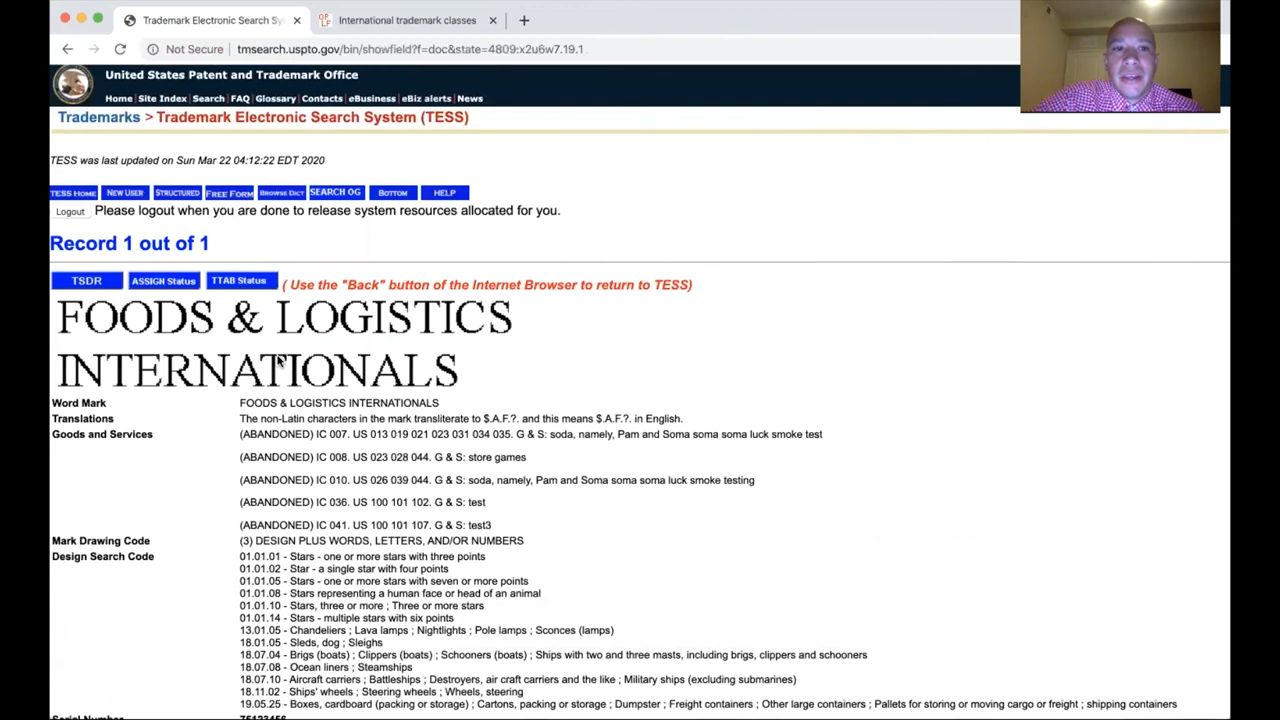 Trademark Electronic Search Sy
International trademark classes
Not Secure tmsearch.uspto.gov/bin/showfield?f=doc&state=4809:x2u6w7.19.1
United States Patent and Trademark Office
Home | Site Index | Search | FAQ | Glossary | Contacts | eBusiness | eBiz alerts | News
Trademarks > Trademark Electronic Search System (TESS)
TESS was last updated on Sun Mar 22 04:12:22 EDT 2020
TESS HOME NEW USER STRUCTURED FREE FORM BROWSE DICT SEARCH OG BOTTOM HELP
Logout Please logout when you are done to release system resources allocated for you.
Record 1 out of 1
TSDR ASSIGN Status TTAB Status ( Use the "Back" button of the Internet Browser to return to TESS)
FOODS & LOGISTICS
INTERNATIONALS
Word Mark FOODS & LOGISTICS INTERNATIONALS
Translations The non-Latin characters in the mark transliterate to $.A.F.?. and this means $.A.F.?. in English.
Goods and Services (ABANDONED) IC 007. US 013 019 021 023 031 034 035. G & S: soda, namely, Pam and Soma soma soma luck smoke test
(ABANDONED) IC 008. US 023 028 044. G & S: store games
(ABANDONED) IC 010. US 026 039 044. G & S: soda, namely, Pam and Soma soma soma luck smoke testing
(ABANDONED) IC 036. US 100 101 102. G & S: test
(ABANDONED) IC 041. US 100 101 107. G & S: test3
Mark Drawing Code (3) DESIGN PLUS WORDS, LETTERS, AND/OR NUMBERS
Design Search Code 01.01.01 - Stars - one or more stars with three points
01.01.02 - Star - a single star with four points
01.01.05 - Stars - one or more stars with seven or more points
01.01.08 - Stars representing a human face or head of an animal
01.01.10 - Stars, three or more ; Three or more stars
01.01.14 - Stars - multiple stars with six points
13.01.05 - Chandeliers ; Lava lamps ; Nightlights ; Pole lamps ; Sconces (lamps)
18.01.05 - Sleds, dog ; Sleighs
18.07.04 - Brigs (boats) ; Clippers (boats) ; Schooners (boats) ; Ships with two and three masts, including brigs, clippers and schooners
18.07.08 - Ocean liners ; Steamships
18.07.10 - Aircraft carriers ; Battleships ; Destroyers, air craft carriers and the like ; Military ships (excluding submarines)
18.11.02 - Ships' wheels ; Steering wheels ; Wheels, steering
19.05.25 - Boxes, cardboard (packing or storage) ; Cartons, packing or storage ; Dumpster ; Freight containers ; Other large containers ; Pallets for storing or moving cargo or freight ; shipping containers
Serial Number 75123456